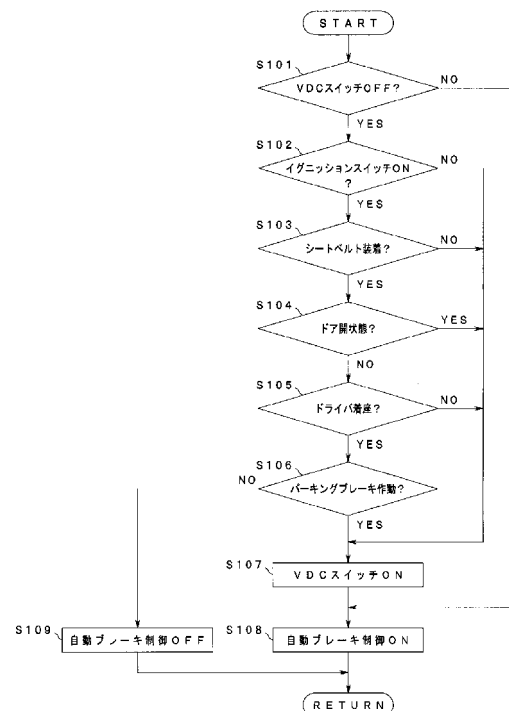 START
S101
VDCスイッチOFF?
NO
YES
S102
イグニッションスイッチON
?
NO
YES
S103
シートベルト装着?
NO
YES
S104
ドア開状態?
YES
NO
S105
ドライバ着座?
NO
YES
S106
NO
パーキングブレーキ作動?
YES
S107
VDCスイッチON
S109
自動ブレーキ制御OFF
S108
自動ブレーキ制御ON
RETURN